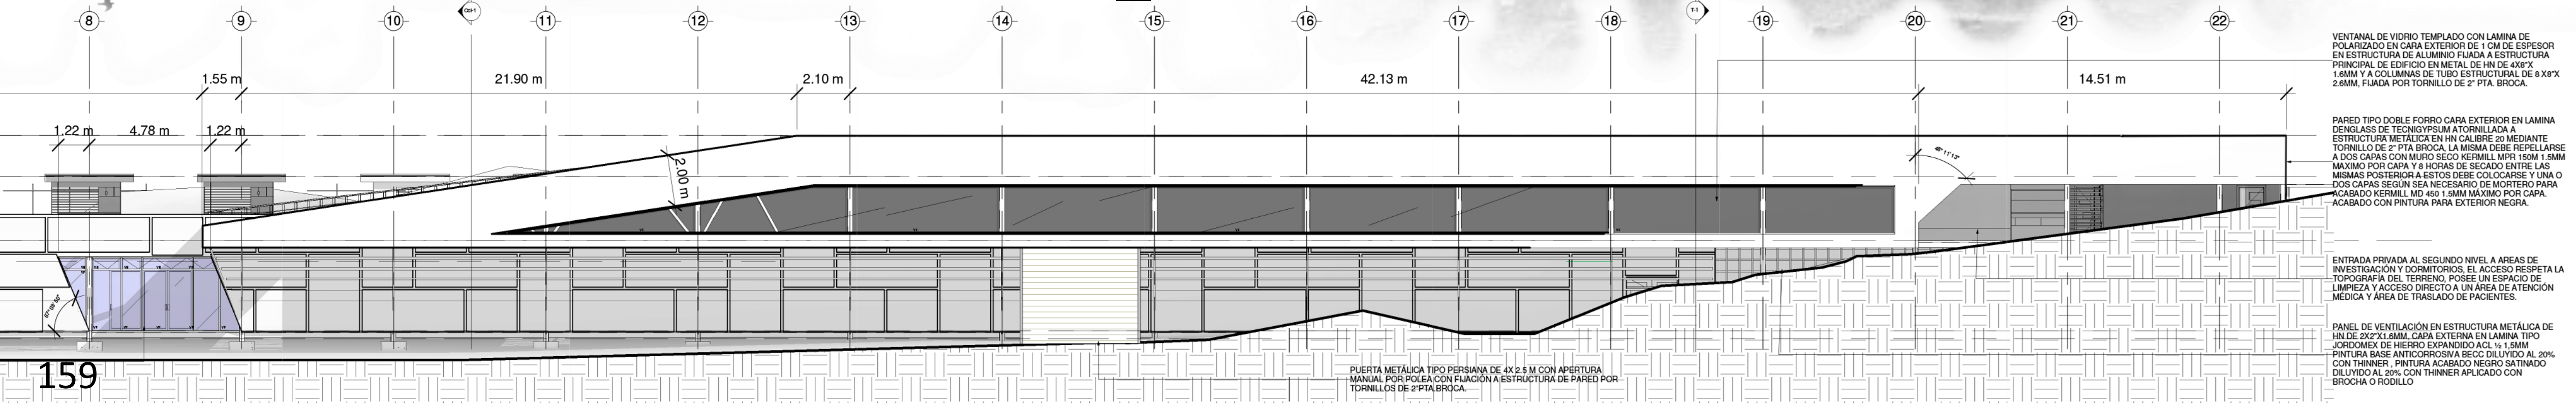 8
9
10
Col-1
11
12
13
14
15
16
17
18
T-1
19
20
21
22
1.55 m
21.90 m
2.10 m
42.13 m
14.51 m
1.22 m
4.78 m
1.22 m
2.00 m
159
VENTANAL DE VIDRIO TEMPLADO CON LAMINA DE
POLARIZADO EN CARA EXTERIOR DE 1 CM DE ESPESOR
EN ESTRUCTURA DE ALUMINIO FIJADA A ESTRUCTURA
PRINCIPAL DE EDIFICIO EN METAL DE HN DE 4X8"X
1.6MM Y A COLUMNAS DE TUBO ESTRUCTURAL DE 8 X8"X
2.6MM, FIJADA POR TORNILLO DE 2" PTA. BROCA.
PARED TIPO DOBLE FORRO CARA EXTERIOR EN LAMINA
DENGLASS DE TECNIGYPSUM ATORNILLADA A
ESTRUCTURA METÁLICA EN HN CALIBRE 20 MEDIANTE
TORNILLO DE 2" PTA BROCA, LA MISMA DEBE REPELLARSE
A DOS CAPAS CON MURO SECO KERMILL MPR 150M 1.5MM
MAXIMO POR CAPA Y 8 HORAS DE SECADO ENTRE LAS
MISMAS POSTERIOR A ESTOS DEBE COLOCARSE Y UNA O
DOS CAPAS SEGÚN SEA NECESARIO DE MORTERO PARA
ACABADO KERMILL MD 450 1.5MM MÁXIMO POR CAPA.
ACABADO CON PINTURA PARA EXTERIOR NEGRA.
ENTRADA PRIVADA AL SEGUNDO NIVEL A AREAS DE
INVESTIGACIÓN Y DORMITORIOS, EL ACCESO RESPETA LA
TOPOGRAFÍA DEL TERRENO, POSEE UN ESPACIO DE
LIMPIEZA Y ACCESO DIRECTO A UN ÁREA DE ATENCIÓN
MÉDICA Y ÁREA DE TRASLADO DE PACIENTES.
PANEL DE VENTILACIÓN EN ESTRUCTURA METÁLICA DE
HN DE 2X2"X1.6MM, CAPA EXTERNA EN LAMINA TIPO
JORDOMEX DE HIERRO EXPANDIDO ACL ½ 1.5MM
PINTURA BASE ANTICORROSIVA BECC DILUYIDO AL 20%
CON THINNER , PINTURA ACABADO NEGRO SATINADO
DILUYIDO AL 20% CON THINNER APLICADO CON
BROCHA O RODILLO
PUERTA METÁLICA TIPO PERSIANA DE 4X 2.5 M CON APERTURA
MANUAL POR POLEA CON FIJACIÓN A ESTRUCTURA DE PARED POR
TORNILLOS DE 2"PTA.BROCA.